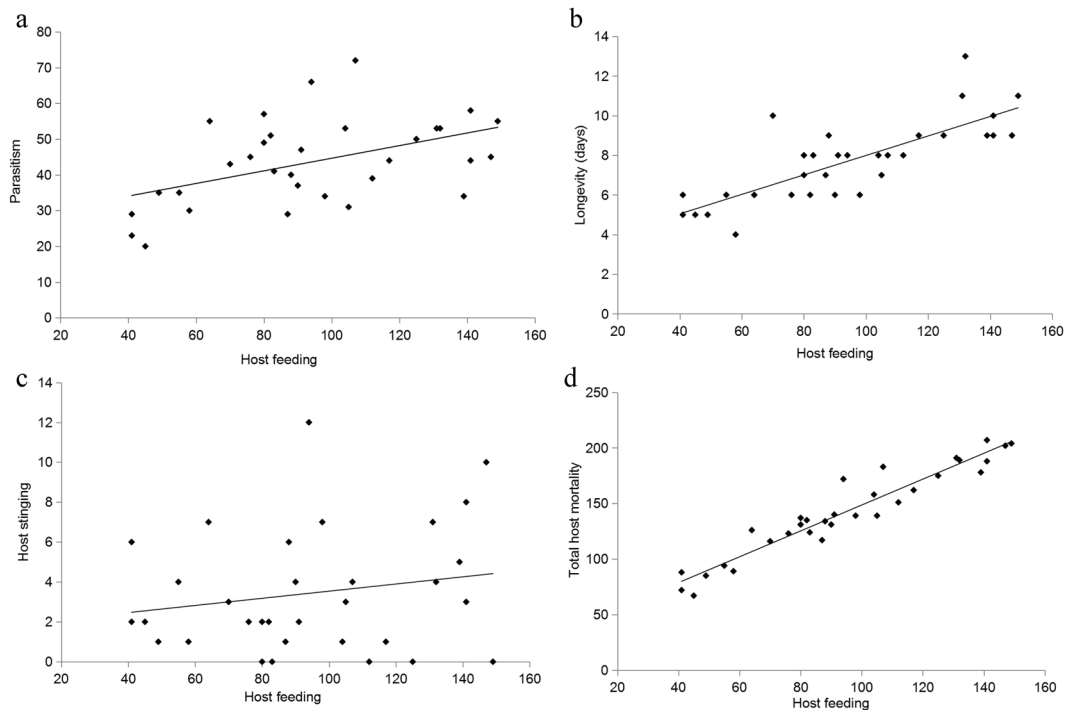 a
80
70
60
50
40
30
20
10
0
Parasitism
20 40 60 80 100 120 140 160
Host feeding
b
14
12
10
8
6
4
2
0
Longevity (days)
20 40 60 80 100 120 140 160
Host feeding
c
14
12
10
8
6
4
2
0
Host stinging
20 40 60 80 100 120 140 160
Host feeding
d
250
200
150
100
50
0
Total host mortality
20 40 60 80 100 120 140 160
Host feeding